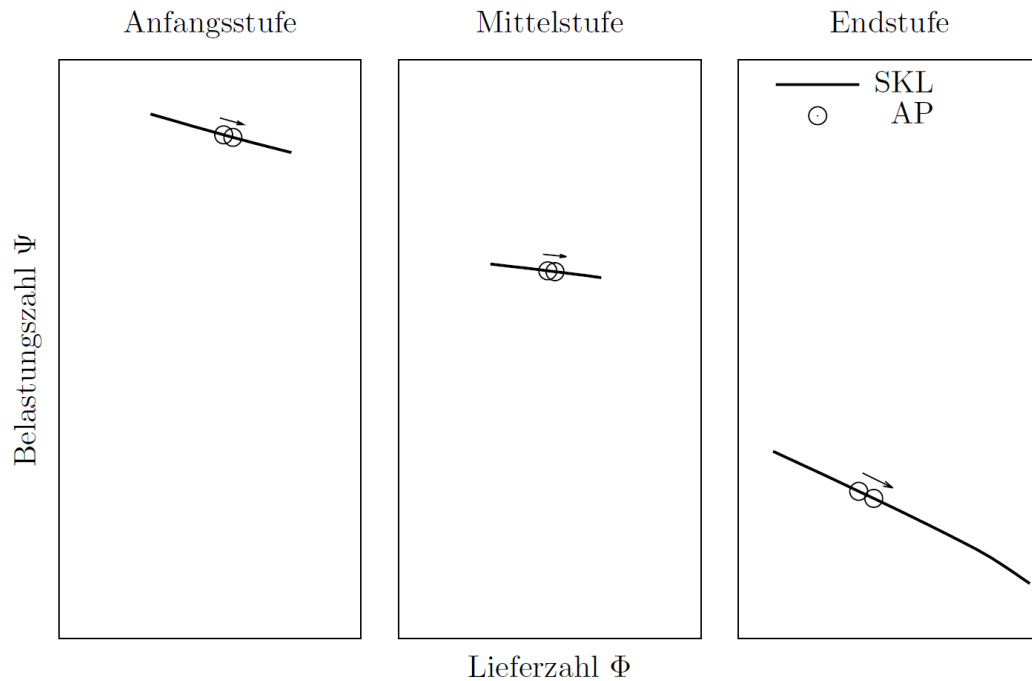 Anfangsstufe
Mittelstufe
Endstufe
SKL
AP
Belastungszahl Ψ
Lieferzahl Φ